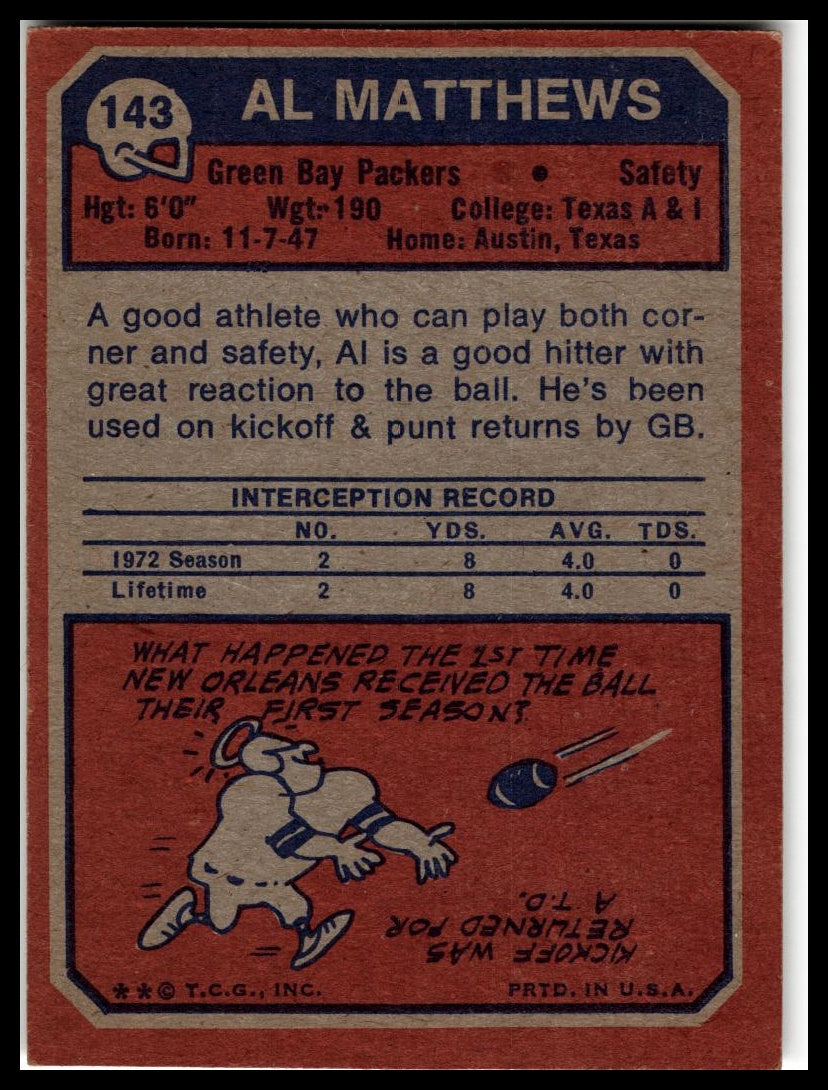 143
AL MATTHEWS
Green Bay Packers • Safety
Hgt: 6'0" Wgt: 190 College: Texas A & I
Born: 11-7-47 Home: Austin, Texas
A good athlete who can play both cor-
ner and safety, Al is a good hitter with
great reaction to the ball. He's been
used on kickoff & punt returns by GB.
INTERCEPTION RECORD
NO. YDS. AVG. TDS.
1972 Season 2 8 4.0 0
Lifetime 2 8 4.0 0
WHAT HAPPENED THE 1ST TIME
NEW ORLEANS RECEIVED THE BALL
THEIR FIRST SEASON?
KICKOFF WAS
RETURNED FOR
A T.D.
** © T.C.G., INC. PRTD. IN U.S.A.